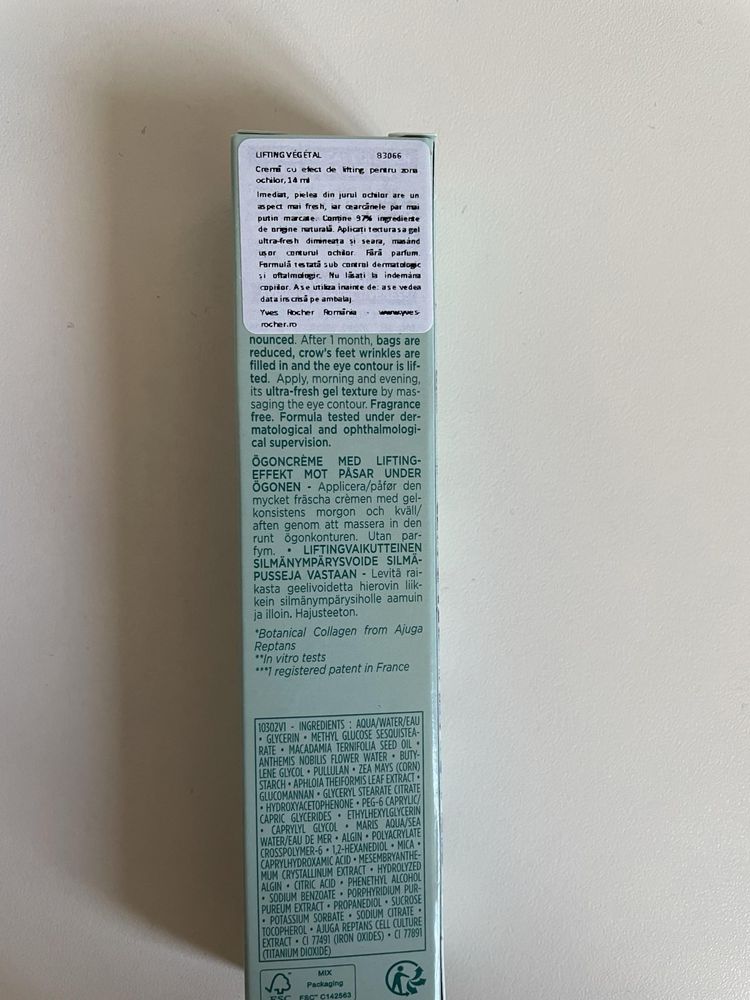 LIFTING VÉGÉTAL 83066
Cremă cu efect de lifting pentru zona
ochilor, 14 ml
Imediat, pielea din jurul ochilor are un
aspect mai fresh, iar cearcănele par mai
putin marcate. Conține 97% ingrediente
de origine naturală. Aplicați textura sa gel
ultra-fresh dimineața și seara, masând
ușor conturul ochilor. Fără parfum.
Formulă testată sub control dermatologic
și oftalmologic. Nu lăsați la îndemâna
copiilor. A se utiliza înainte de: a se vedea
data inscrisă pe ambalaj.
Yves Rocher România - www.yves-
rocher.ro
nounced. After 1 month, bags are
reduced, crow's feet wrinkles are
filled in and the eye contour is lif-
ted. Apply, morning and evening,
its ultra-fresh gel texture by mas-
saging the eye contour. Fragrance
free. Formula tested under der-
matological and ophthalmologi-
cal supervision.
ÖGONCRÈME MED LIFTING-
EFFEKT MOT PÅSAR UNDER
ÖGONEN - Applicera/påfør den
mycket fräscha crèmen med gel-
konsistens morgon och kväll/
aften genom att massera in den
runt ögonkonturen. Utan par-
fym. • LIFTINGVAIKUTTEINEN
SILMÄNYMPÄRYSVOIDE SILMÄ-
PUSSEJA VASTAAN - Levitä rai-
kasta geelivoidetta hierovin liik-
kein silmänympärysiholle aamuin
ja illoin. Hajusteeton.
*Botanical Collagen from Ajuga
Reptans
**In vitro tests
***1 registered patent in France
10302V1 - INGREDIENTS : AQUA/WATER/EAU
• GLYCERIN • METHYL GLUCOSE SESQUISTEA-
RATE • MACADAMIA TERNIFOLIA SEED OIL •
ANTHEMIS NOBILIS FLOWER WATER • BUTY-
LENE GLYCOL • PULLULAN • ZEA MAYS (CORN)
STARCH • APHLOIA THEIFORMIS LEAF EXTRACT •
GLUCOMANNAN • GLYCERYL STEARATE CITRATE
• HYDROXYACETOPHENONE • PEG-6 CAPRYLIC/
CAPRIC GLYCERIDES • ETHYLHEXYLGLYCERIN
• CAPRYLYL GLYCOL • MARIS AQUA/SEA
WATER/EAU DE MER • ALGIN • POLYACRYLATE
CROSSPOLYMER-6 • 1,2-HEXANEDIOL • MICA •
CAPRYLHYDROXAMIC ACID • MESEMBRYANTHE-
MUM CRYSTALLINUM EXTRACT • HYDROLYZED
ALGIN • CITRIC ACID • PHENETHYL ALCOHOL
• SODIUM BENZOATE • PORPHYRIDIUM PUR-
PUREUM EXTRACT • PROPANEDIOL • SUCROSE
• POTASSIUM SORBATE • SODIUM CITRATE •
TOCOPHEROL • AJUGA REPTANS CELL CULTURE
EXTRACT • CI 77491 (IRON OXIDES) • CI 77891
(TITANIUM DIOXIDE)
MIX
Packaging
FSC FSC™ C142563